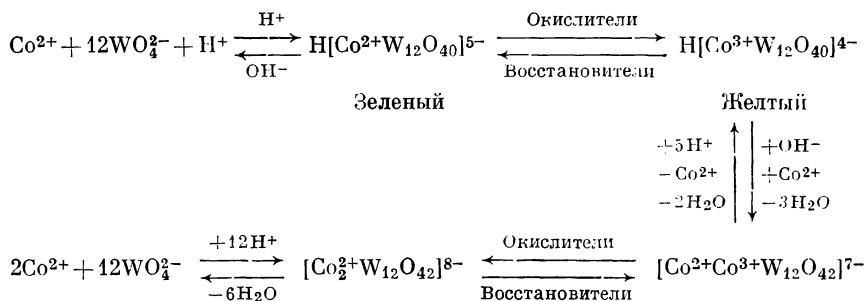 H⁺ Окислители
Co²⁺ + 12WO₄²⁻ + H⁺ ⇄ H[Co²⁺W₁₂O₄₀]⁵⁻ ⇄ H[Co³⁺W₁₂O₄₀]⁴⁻
OH⁻ Восстановители
Зеленый Желтый
+5H⁺ +OH⁻
−Co²⁺ +Co²⁺
−2H₂O −3H₂O
+12H⁺ Окислители
2Co²⁺ + 12WO₄²⁻ ⇄ [Co₂²⁺W₁₂O₄₂]⁸⁻ ⇄ [Co²⁺Co³⁺W₁₂O₄₂]⁷⁻
−6H₂O Восстановители